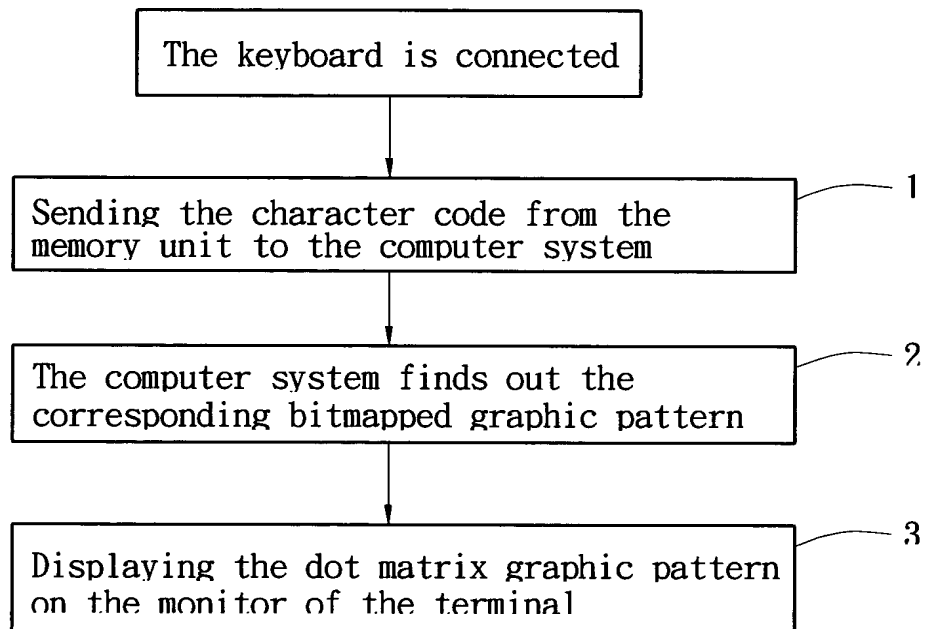 The keyboard is connected
1
Sending the character code from the
memory unit to the computer system
2
The computer system finds out the
corresponding bitmapped graphic pattern
3
Displaying the dot matrix graphic pattern
on the monitor of the terminal